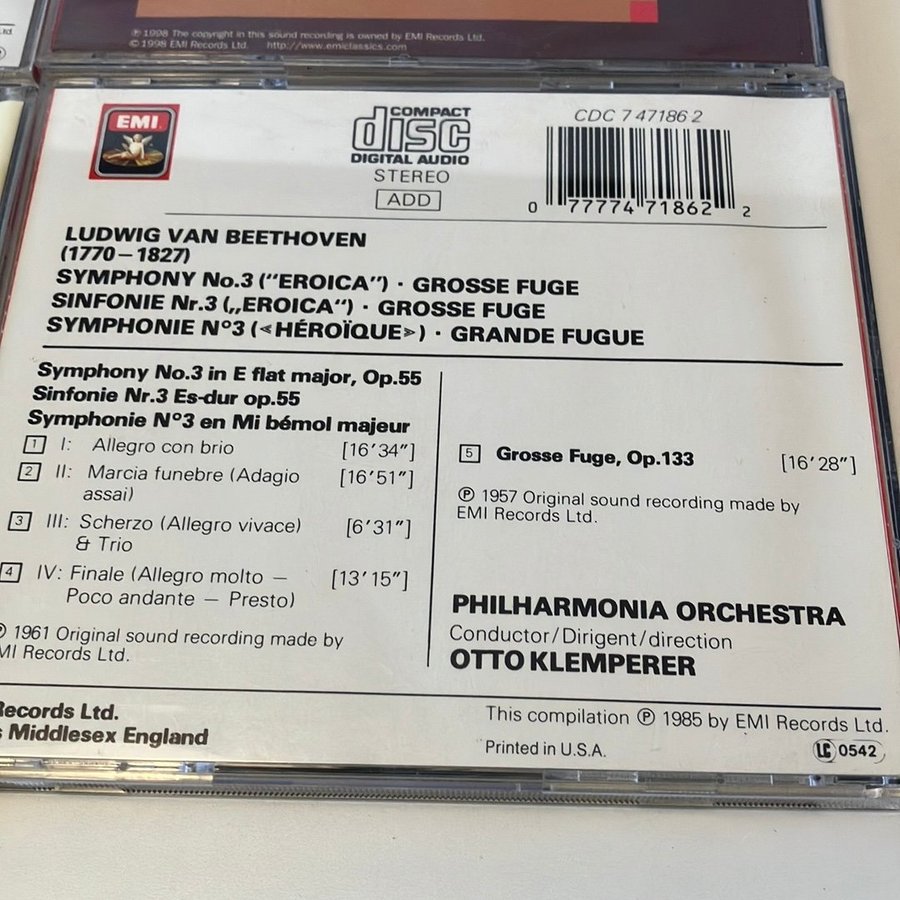 ℗ 1998 The copyright in this sound recording is owned by EMI Records Ltd.
© 1998 EMI Records Ltd. http://www.emiclassics.com
EMI
COMPACT
disc
DIGITAL AUDIO
STEREO
ADD
CDC 7 47186 2
0 77774 71862 2
LUDWIG VAN BEETHOVEN
(1770–1827)
SYMPHONY No.3 (“EROICA”) · GROSSE FUGE
SINFONIE Nr.3 („EROICA“) · GROSSE FUGE
SYMPHONIE N°3 (≪HÉROÏQUE≫) · GRANDE FUGUE
Symphony No.3 in E flat major, Op.55
Sinfonie Nr.3 Es-dur op.55
Symphonie N°3 en Mi bémol majeur
1 I: Allegro con brio [16’34”]
2 II: Marcia funebre (Adagio [16’51”]
assai)
3 III: Scherzo (Allegro vivace) [6’31”]
& Trio
4 IV: Finale (Allegro molto – [13’15”]
Poco andante – Presto)
℗ 1961 Original sound recording made by
EMI Records Ltd.
5 Grosse Fuge, Op.133 [16’28”]
℗ 1957 Original sound recording made by
EMI Records Ltd.
PHILHARMONIA ORCHESTRA
Conductor/Dirigent/direction
OTTO KLEMPERER
Records Ltd.
Middlesex England
This compilation ℗ 1985 by EMI Records Ltd.
Printed in U.S.A.
LC 0542